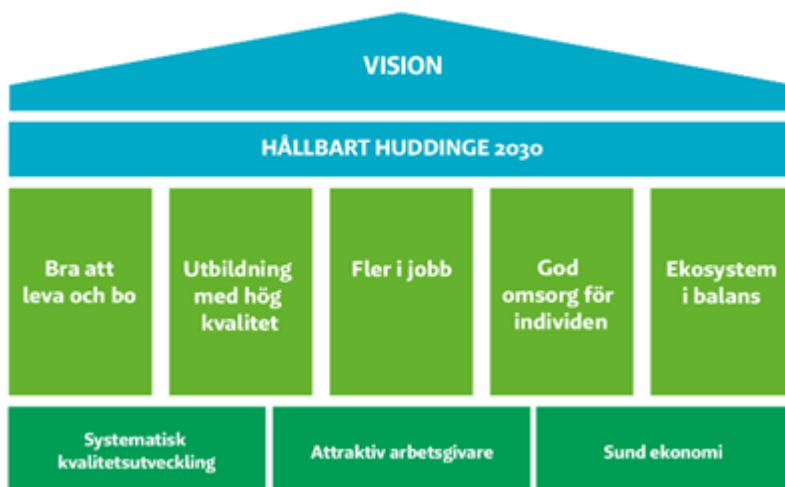 VISION
HÅLLBART HUDDINGE 2030
Bra att
leva och bo
Utbildning
med hög
kvalitet
Fler i jobb
God
omsorg för
individen
Ekosystem
i balans
Systematisk
kvalitetsutveckling
Attraktiv arbetsgivare
Sund ekonomi